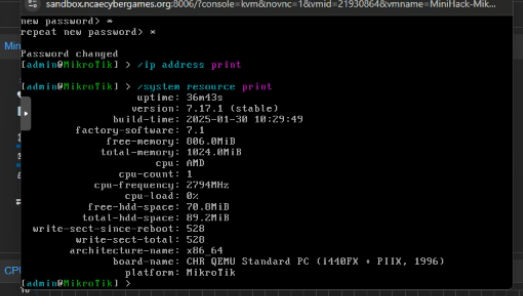 sandbox.ncaecybergames.org:8006/?console=kvm&novnc=1&vmid=21930864&vmname=MiniHack-Mik...
new password> *
repeat new password> *
Password changed
[admin@MikroTik] > /ip address print
[admin@MikroTik] > /system resource print
uptime: 36m43s
version: 7.17.1 (stable)
build-time: 2025-01-30 10:29:49
factory-software: 7.1
free-memory: 806.0MiB
total-memory: 1024.0MiB
cpu: AMD
cpu-count: 1
cpu-frequency: 2794MHz
cpu-load: 0%
free-hdd-space: 70.8MiB
total-hdd-space: 89.2MiB
write-sect-since-reboot: 528
write-sect-total: 528
architecture-name: x86_64
board-name: CHR QEMU Standard PC (i440FX + PIIX, 1996)
platform: MikroTik
[admin@MikroTik] >